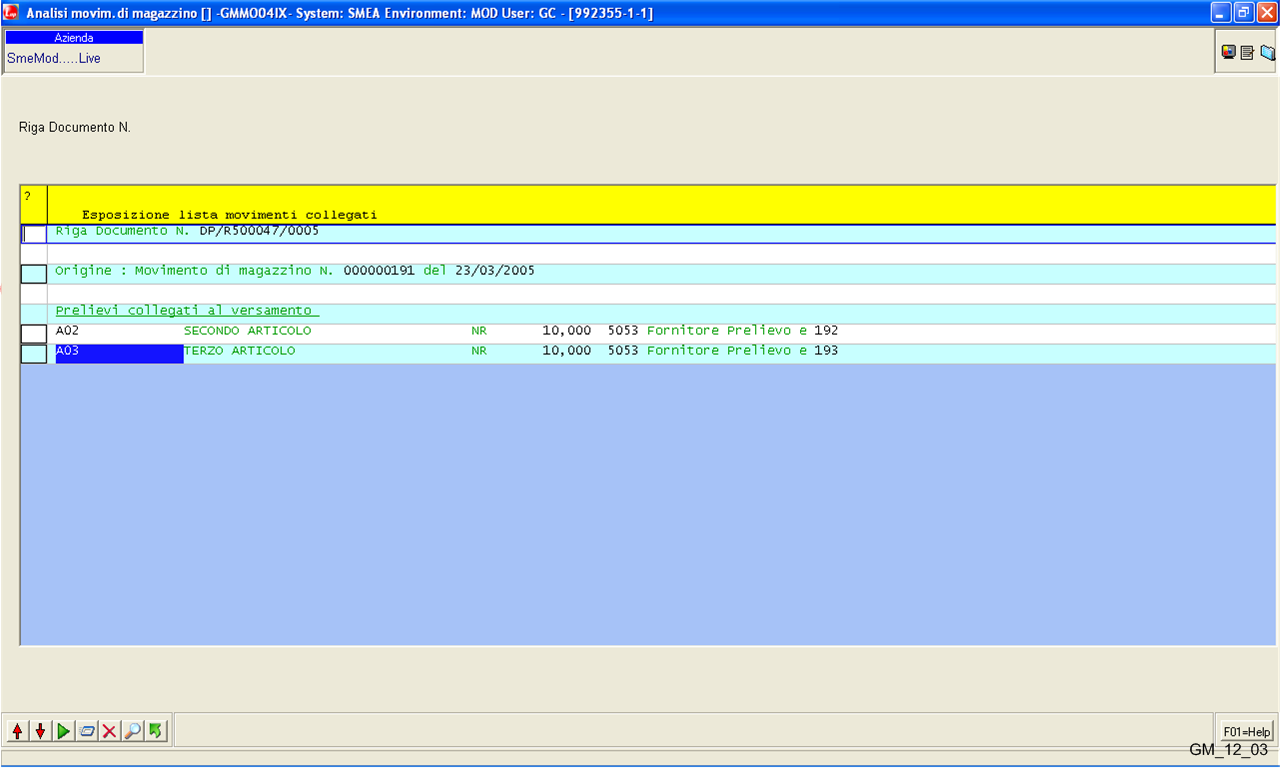 Analisi movim. di magazzino [] -GMMO04IX- System: SMEA Environment: MOD User: GC - [992355-1-1]
Azienda
SmeMod.....Live
Riga Documento N.
?
Esposizione lista movimenti collegati
Riga Documento N. DP/R500047/0005
Origine : Movimento di magazzino N. 000000191 del 23/03/2005
Prelievi collegati al versamento
A02 SECONDO ARTICOLO NR 10,000 5053 Fornitore Prelievo e 192
A03 TERZO ARTICOLO NR 10,000 5053 Fornitore Prelievo e 193
F01=Help
GM_12_03